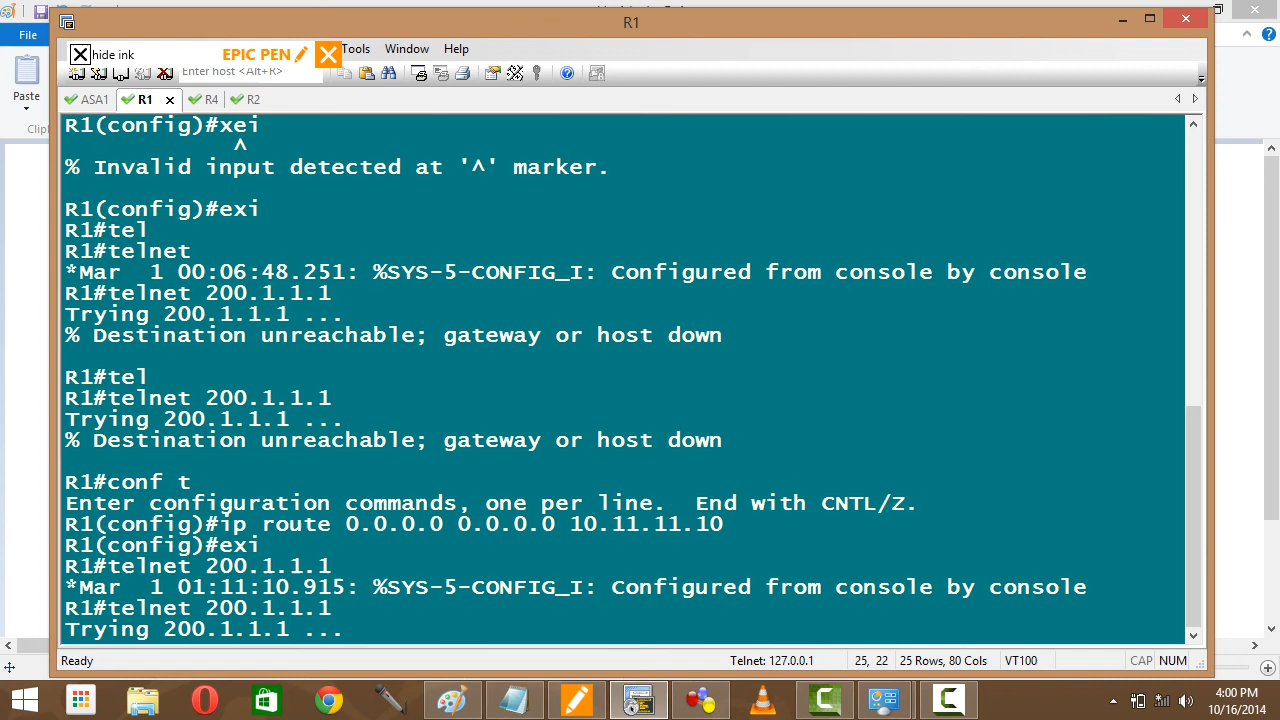 R1
File
hide ink
EPIC PEN
Tools
Window
Help
Enter host <Alt+R>
Paste
ASA1
R1
R4
R2
R1(config)#xei
^
% Invalid input detected at '^' marker.
R1(config)#exi
R1#tel
R1#telnet
*Mar  1 00:06:48.251: %SYS-5-CONFIG_I: Configured from console by console
R1#telnet 200.1.1.1
Trying 200.1.1.1 ...
% Destination unreachable; gateway or host down
R1#tel
R1#telnet 200.1.1.1
Trying 200.1.1.1 ...
% Destination unreachable; gateway or host down
R1#conf t
Enter configuration commands, one per line.  End with CNTL/Z.
R1(config)#ip route 0.0.0.0 0.0.0.0 10.11.11.10
R1(config)#exi
R1#telnet 200.1.1.1
*Mar  1 01:11:10.915: %SYS-5-CONFIG_I: Configured from console by console
R1#telnet 200.1.1.1
Trying 200.1.1.1 ...
Ready
Telnet: 127.0.0.1
25, 22
25 Rows, 80 Cols
VT100
CAP
NUM
4:00 PM
10/16/2014